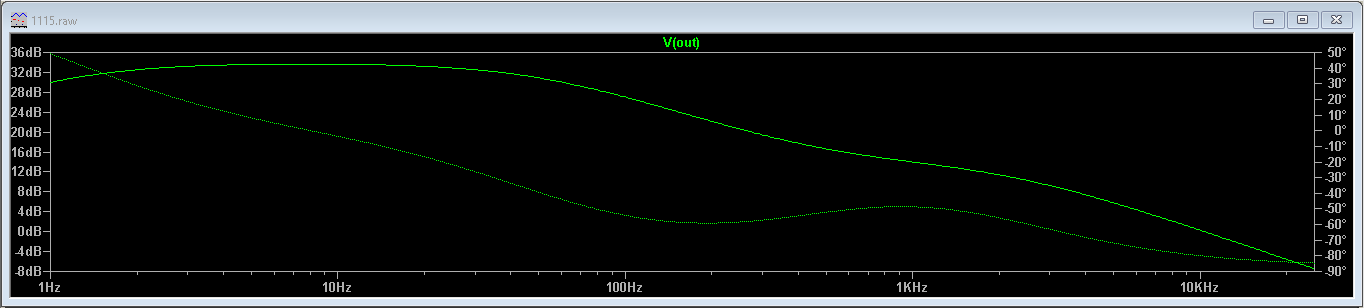 1115.raw
V(out)
36dB 50°
32dB 40°
28dB 30°
24dB 20°
20dB 10°
16dB 0°
12dB -10°
8dB -20°
4dB -30°
0dB -40°
-4dB -50°
-8dB -60°
-70°
-80°
-90°
1Hz 10Hz 100Hz 1KHz 10KHz